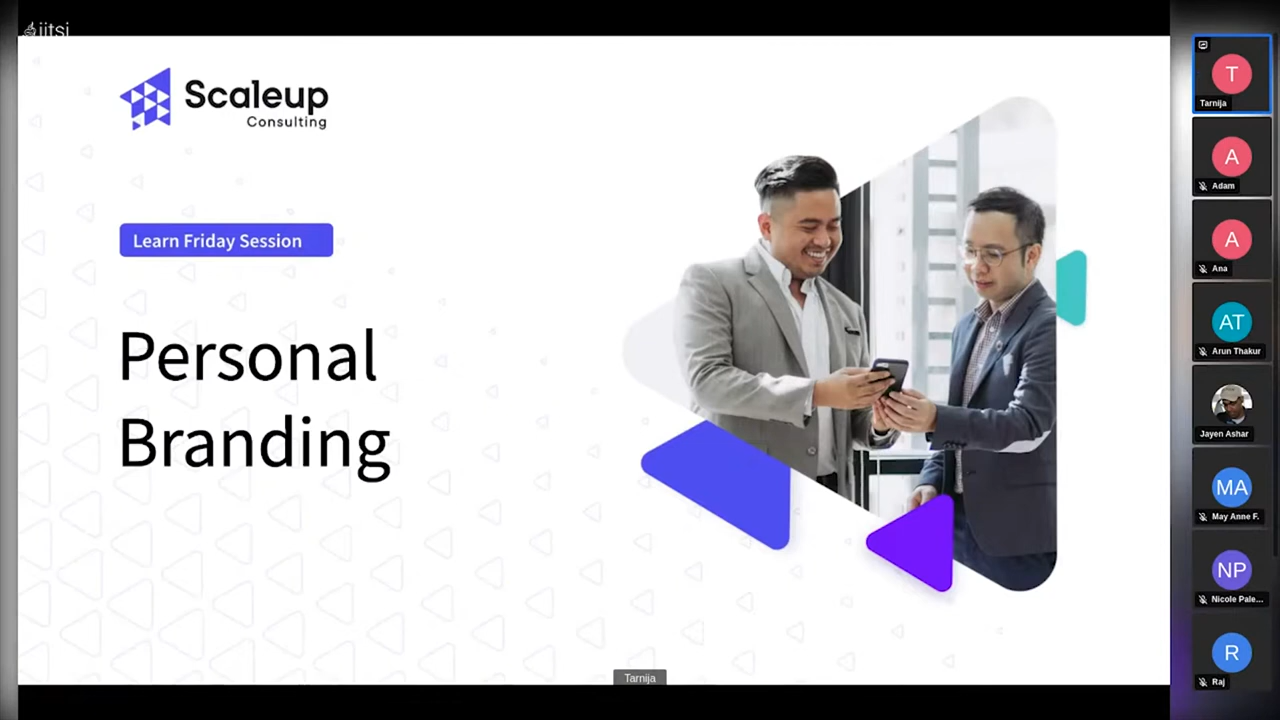 jitsi
Scaleup
Consulting
Learn Friday Session
Personal
Branding
Tarnija
T
Tarnija
A
Adam
A
Ana
AT
Arun Thakur
Jayen Ashar
MA
May Anne F.
NP
Nicole Pale...
R
Raj